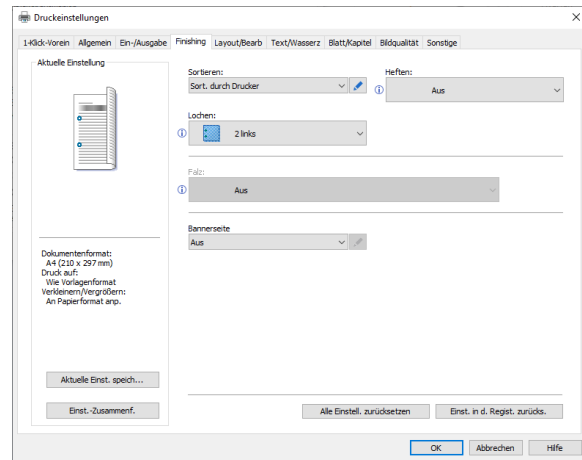 Druckeinstellungen
1-Klick-Vorein
Allgemein
Ein-/Ausgabe
Finishing
Layout/Bearb
Text/Wasserz
Blatt/Kapitel
Bildqualität
Sonstige
Aktuelle Einstellung
Sortieren:
Sort. durch Drucker
Heften:
Aus
Lochen:
2 links
Falz:
Aus
Bannerseite
Aus
Dokumentenformat:
A4 (210 x 297 mm)
Druck auf:
Wie Vorlagenformat
Verkleinern/Vergrößern:
An Papierformat anp.
Aktuelle Einst. speich...
Einst.-Zusammenf.
Alle Einstell. zurücksetzen
Einst. in d. Regist. zurücks.
OK
Abbrechen
Hilfe